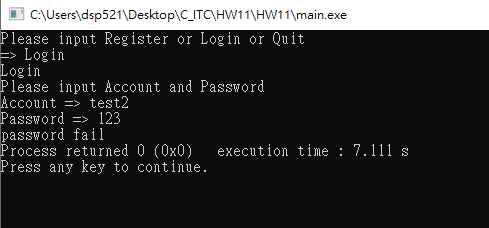 C:\Users\dsp521\Desktop\C_ITC\HW11\HW11\main.exe
Please input Register or Login or Quit
=> Login
Login
Please input Account and Password
Account => test2
Password => 123
password fail
Process returned 0 (0x0)   execution time : 7.111 s
Press any key to continue.